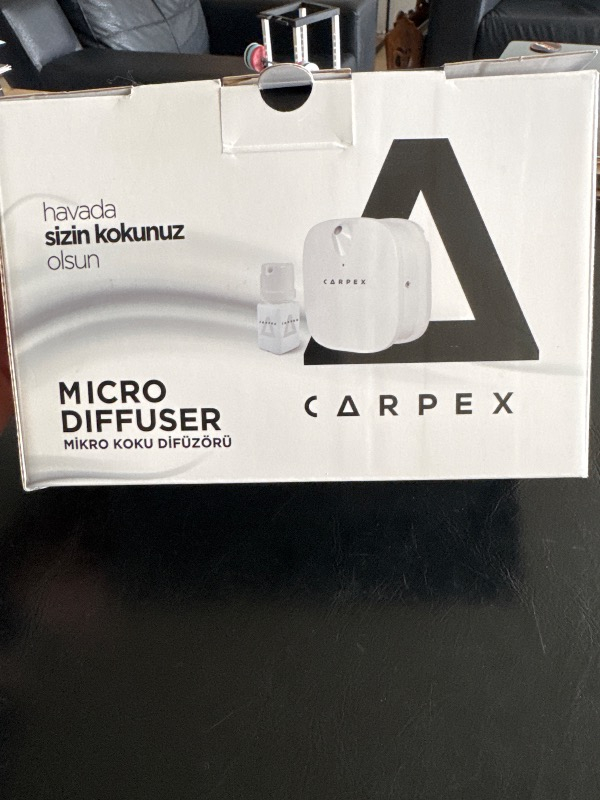 havada
sizin kokunuz
olsun
CARPEX
CARPEX
MICRO
DIFFUSER
MİKRO KOKU DİFÜZÖRÜ